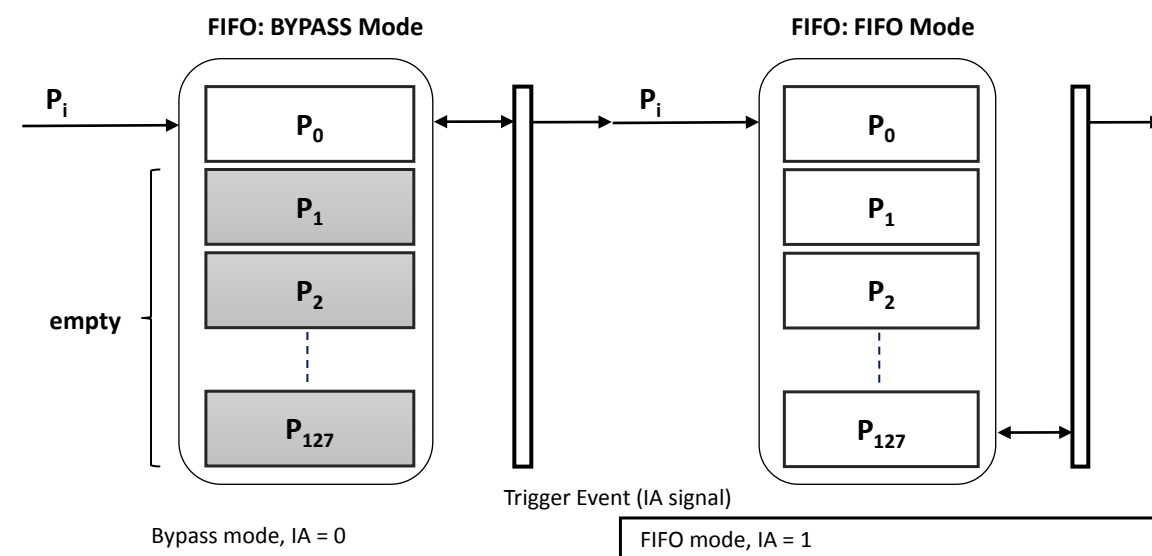 FIFO: BYPASS Mode
FIFO: FIFO Mode
Pi
P0
P1
P2
P127
empty
Pi
P0
P1
P2
P127
Trigger Event (IA signal)
Bypass mode, IA = 0
FIFO mode, IA = 1